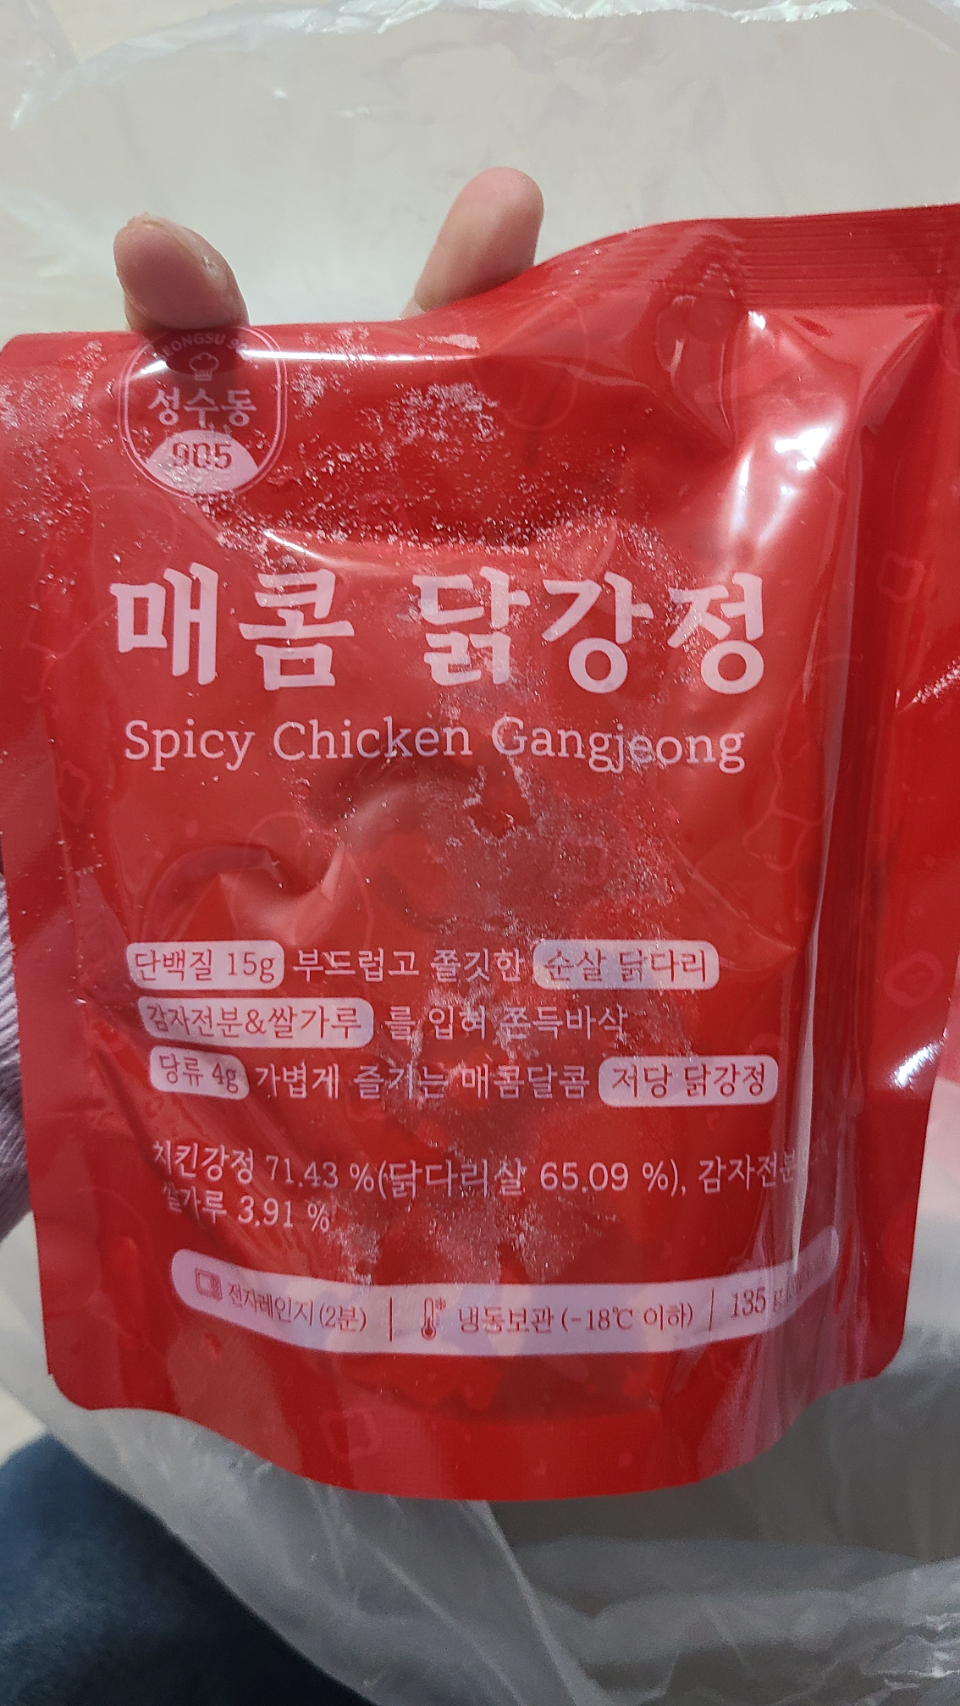 성수동
905
매콤 닭강정
Spicy Chicken Gangjeong
단백질 15g 부드럽고 쫄깃한 순살 닭다리
감자전분&쌀가루 를 입혀 쫀득바삭
당류 4g 가볍게 즐기는 매콤달콤 저당 닭강정
치킨강정 71.43 %(닭다리살 65.09 %), 감자전분
쌀가루 3.91 %
전자레인지(2분) | 냉동보관(-18℃ 이하) | 135